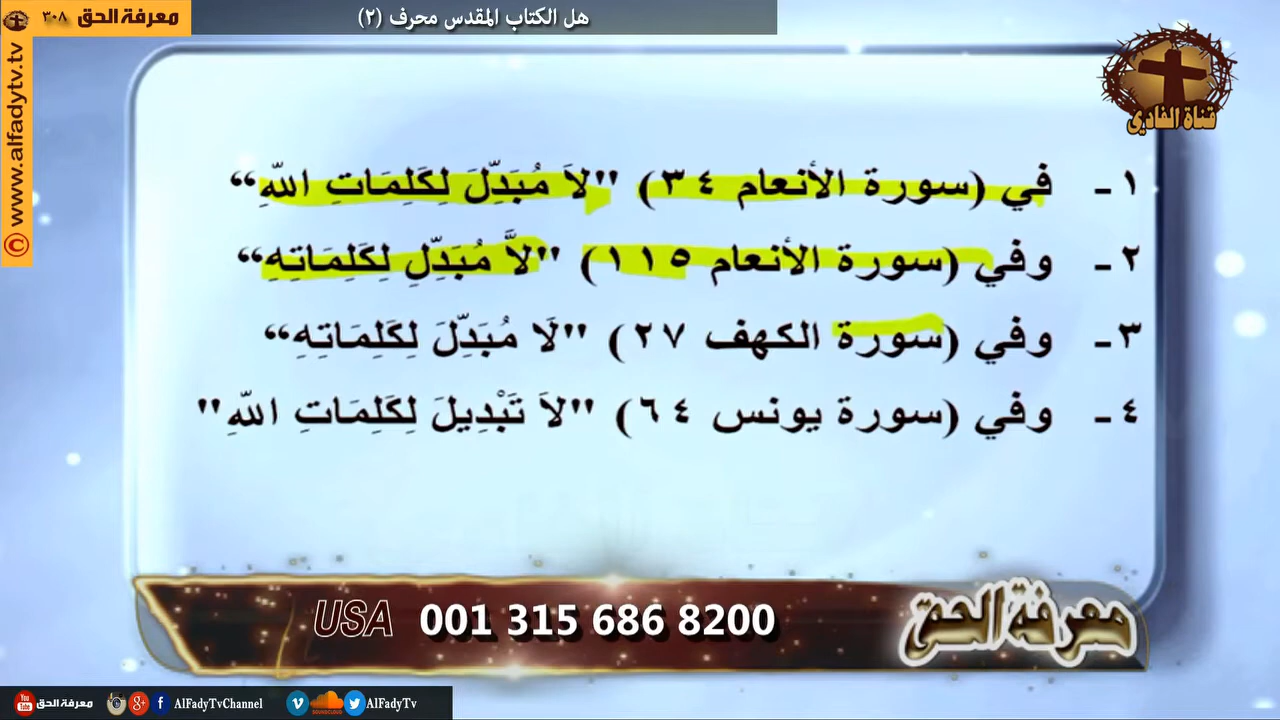 معرفة الحق ٣٠٨
هل الكتاب المقدس محرف (٢)
© www.alfadytv.tv
قناة الفادي
١- في (سورة الأنعام ٣٤) "لاَ مُبَدِّلَ لِكَلِمَاتِ اللّهِ“
٢- وفي (سورة الأنعام ١١٥) "لاَّ مُبَدِّلِ لِكَلِمَاتِهِ“
٣- وفي (سورة الكهف ٢٧) "لَا مُبَدِّلَ لِكَلِمَاتِهِ“
٤- وفي (سورة يونس ٦٤) "لاَ تَبْدِيلَ لِكَلِمَاتِ اللّهِ"
USA 001 315 686 8200
معرفة الحق
You Tube معرفة الحق AlFadyTvChannel AlFadyTv